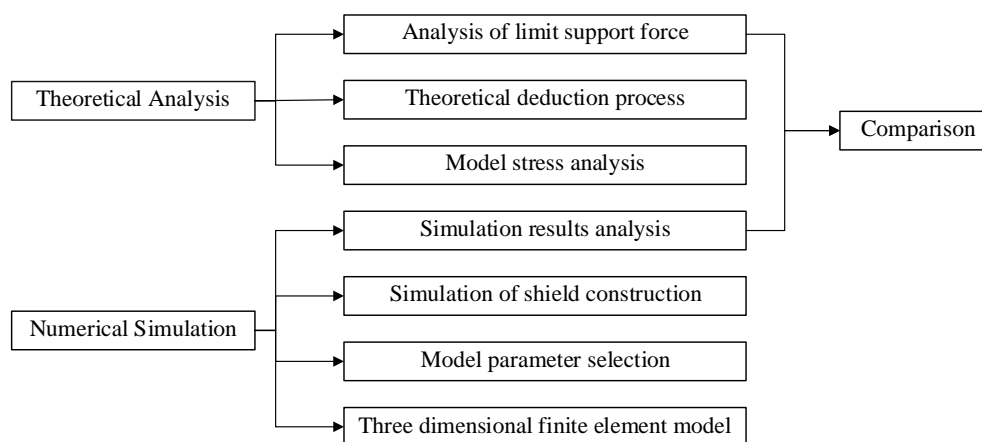 Analysis of limit support force
Theoretical Analysis
Theoretical deduction process
Comparison
Model stress analysis
Simulation results analysis
Simulation of shield construction
Numerical Simulation
Model parameter selection
Three dimensional finite element model